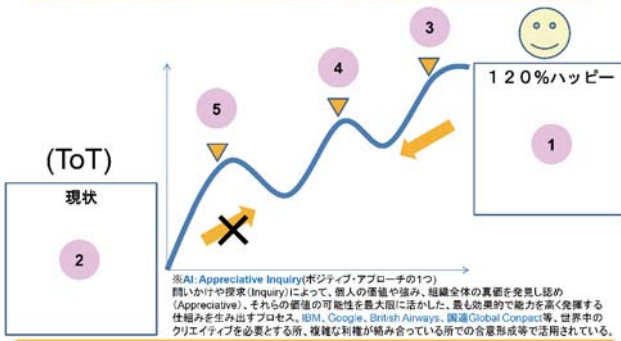 3
4
120%ハッピー
5
1
(ToT)
現状
2
※AI: Appreciative Inquiry(ポジティブ・アプローチの1つ)
問いかけや探求(Inquiry)によって、個人の価値や強み、組織全体の真価を発見し認め
(Appreciative)、それらの価値の可能性を最大限に活かした、最も効果的で能力を高く発揮する
仕組みを生み出すプロセス。IBM、Google、British Airways、国連Global Conpact等、世界中の
クリエイティブを必要とする所、複雑な利権が絡み合っている所での合意形成等で活用されている。